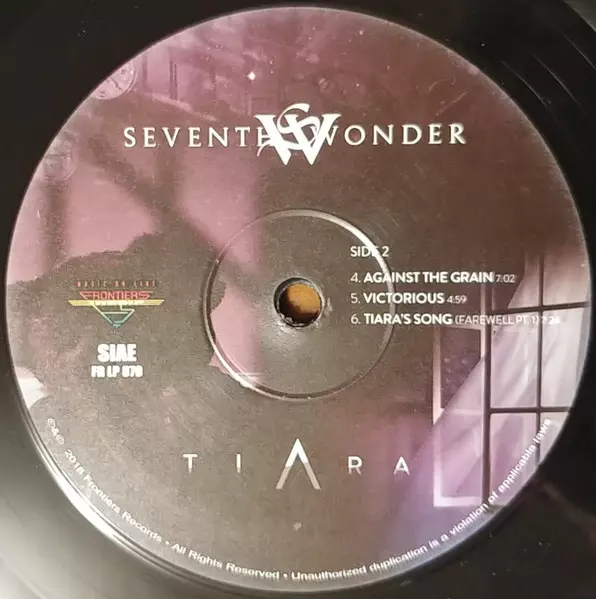 SEVENTH WONDER
SIDE 2
4. AGAINST THE GRAIN 7:02
5. VICTORIOUS 4:59
6. TIARA'S SONG (FAREWELL PT. 1) 7:24
MUSIC ON LINE
FRONTIERS
SIAE
FR LP 870
TIARA
℗&© 2018 Frontiers Records • All Rights Reserved • Unauthorized duplication is a violation of applicable laws